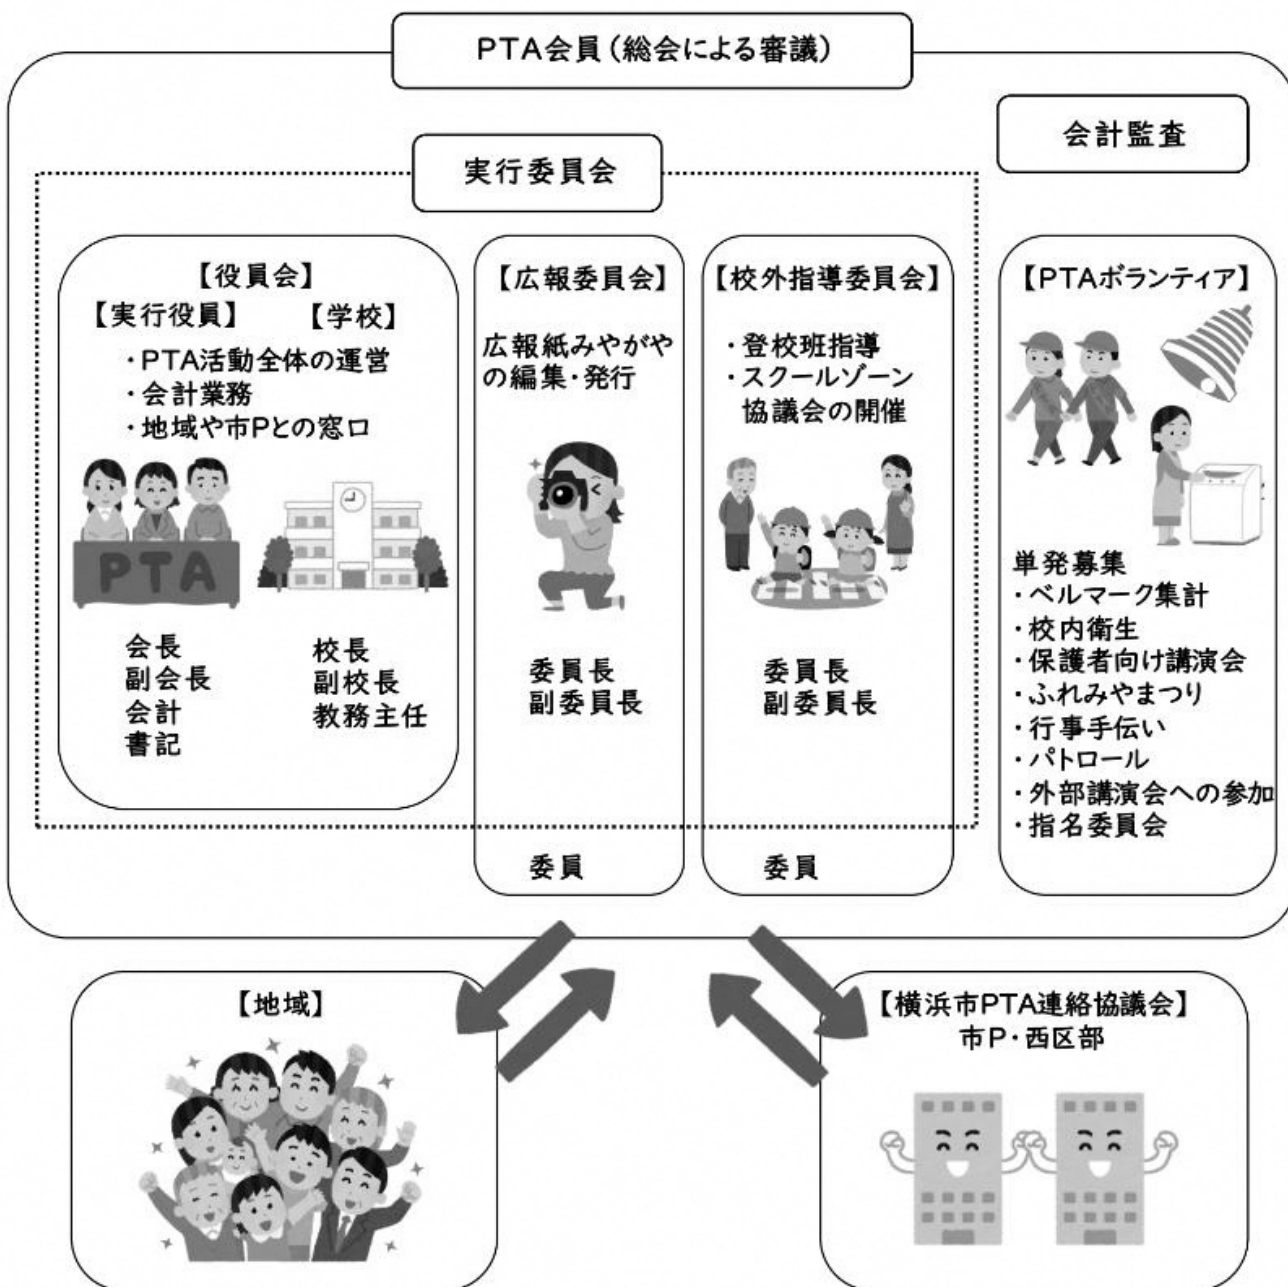 PTA会員(総会による審議)
会計監査
実行委員会
【役員会】
【実行役員】 【学校】
・PTA活動全体の運営
・会計業務
・地域や市Pとの窓口
PTA
会長
副会長
会計
書記
校長
副校長
教務主任
【広報委員会】
広報紙みやがや
の編集・発行
委員長
副委員長
委員
【校外指導委員会】
・登校班指導
・スクールゾーン
協議会の開催
委員長
副委員長
委員
【PTAボランティア】
単発募集
・ベルマーク集計
・校内衛生
・保護者向け講演会
・ふれみやまつり
・行事手伝い
・パトロール
・外部講演会への参加
・指名委員会
【地域】
【横浜市PTA連絡協議会】
市P・西区部